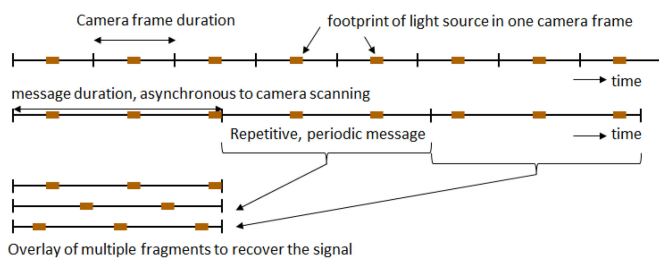 Camera frame duration
footprint of light source in one camera frame
time
message duration, asynchronous to camera scanning
time
Repetitive, periodic message
Overlay of multiple fragments to recover the signal